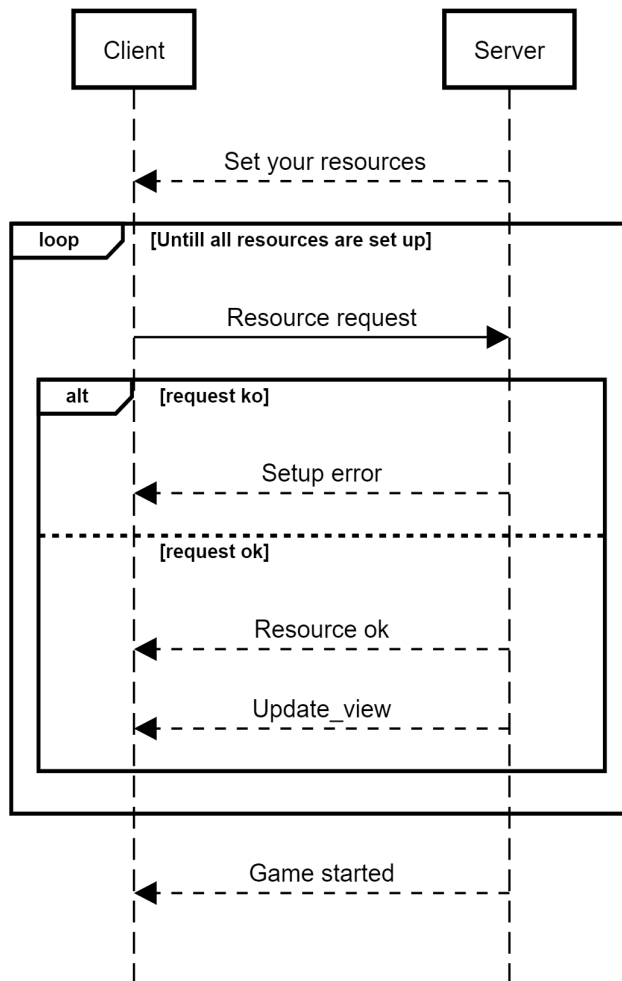 Client
Server
Set your resources
loop
[Untill all resources are set up]
Resource request
alt
[request ko]
Setup error
[request ok]
Resource ok
Update_view
Game started